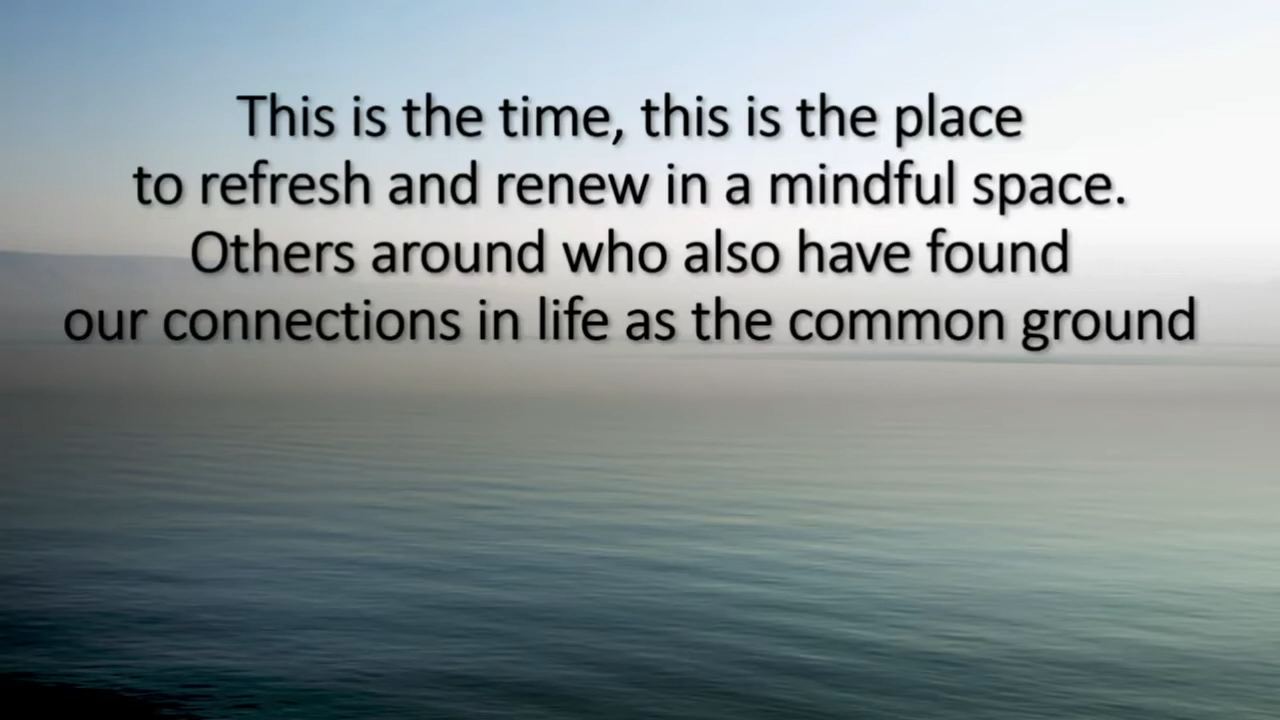 This is the time, this is the place
to refresh and renew in a mindful space.
Others around who also have found
our connections in life as the common ground